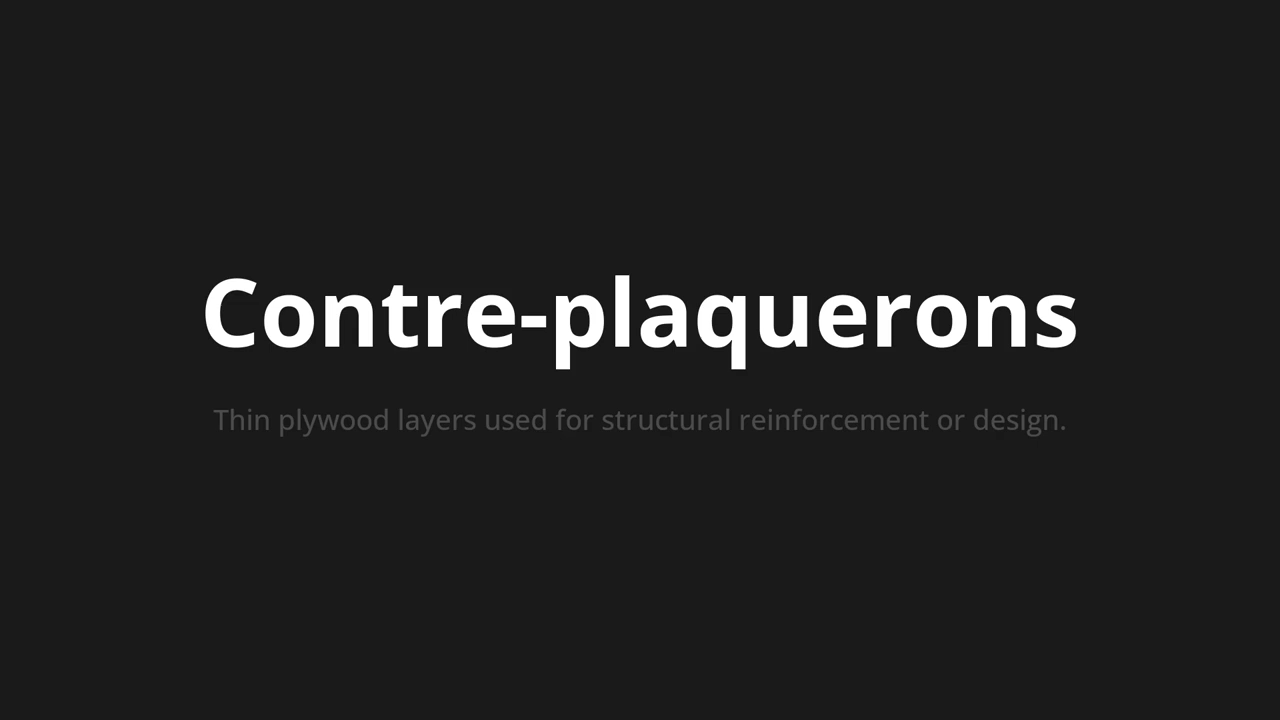 Contre-plaquerons
Thin plywood layers used for structural reinforcement or design.